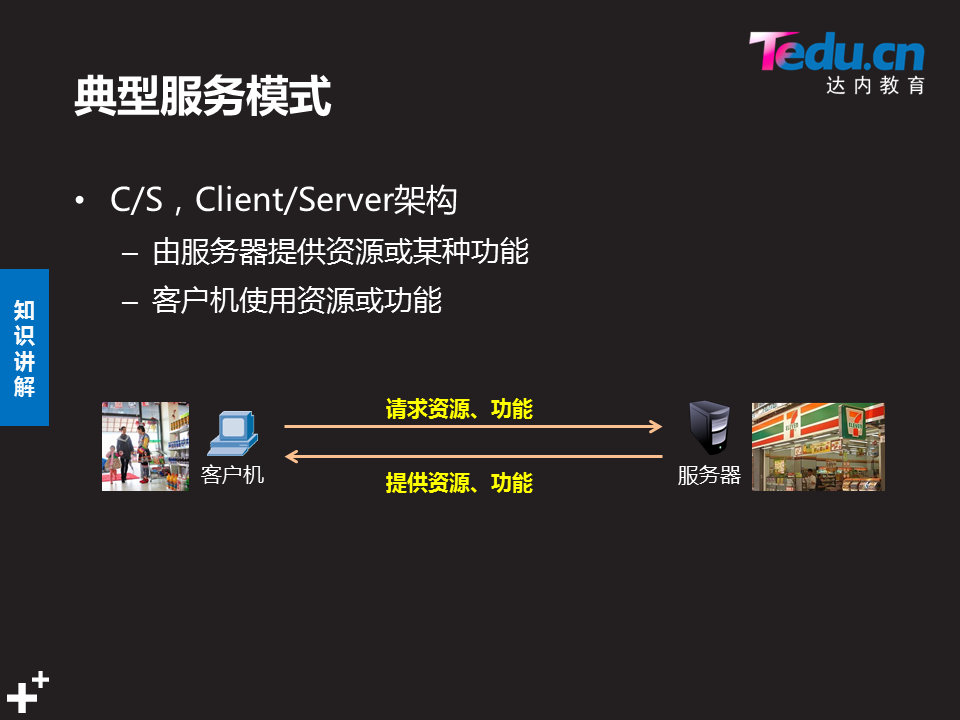 Tedu.cn
达内教育
典型服务模式
• C/S，Client/Server架构
– 由服务器提供资源或某种功能
– 客户机使用资源或功能
知识讲解
请求资源、功能
客户机
服务器
提供资源、功能
7
ELEVEN
7